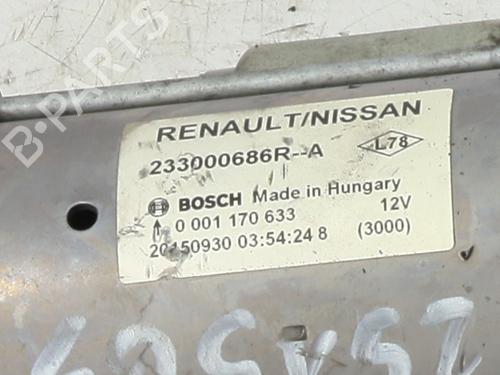 B-PARTS
RENAULT/NISSAN
233000686R--A
L78
BOSCH Made in Hungary
0 001 170 633 12V
20150930 03:54:24 8 (3000)